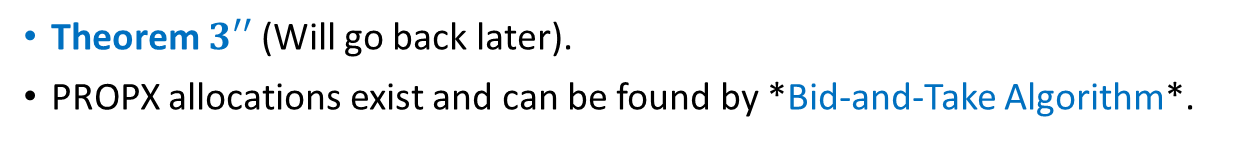 • Theorem 3′′ (Will go back later).
• PROPX allocations exist and can be found by *Bid-and-Take Algorithm*.